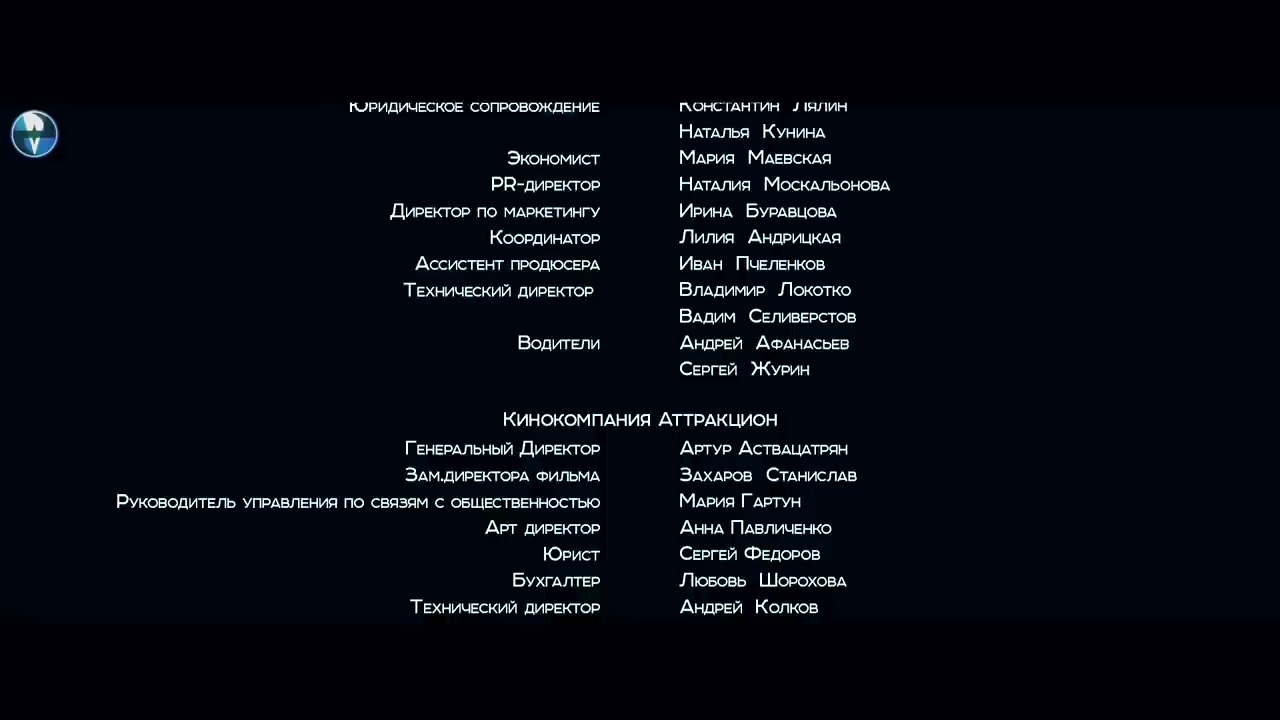 Юридическое сопровождение Константин Лялин
Наталья Кунина
Экономист Мария Маевская
PR-директор Наталия Москальонова
Директор по маркетингу Ирина Буравцова
Координатор Лилия Андрицкая
Ассистент продюсера Иван Пчеленков
Технический директор Владимир Локотко
Вадим Селиверстов
Водители Андрей Афанасьев
Сергей Журин
Кинокомпания Аттракцион
Генеральный Директор Артур Аствацатрян
Зам.директора фильма Захаров Станислав
Руководитель управления по связям с общественностью Мария Гартун
Арт директор Анна Павличенко
Юрист Сергей Федоров
Бухгалтер Любовь Шорохова
Технический директор Андрей Колков